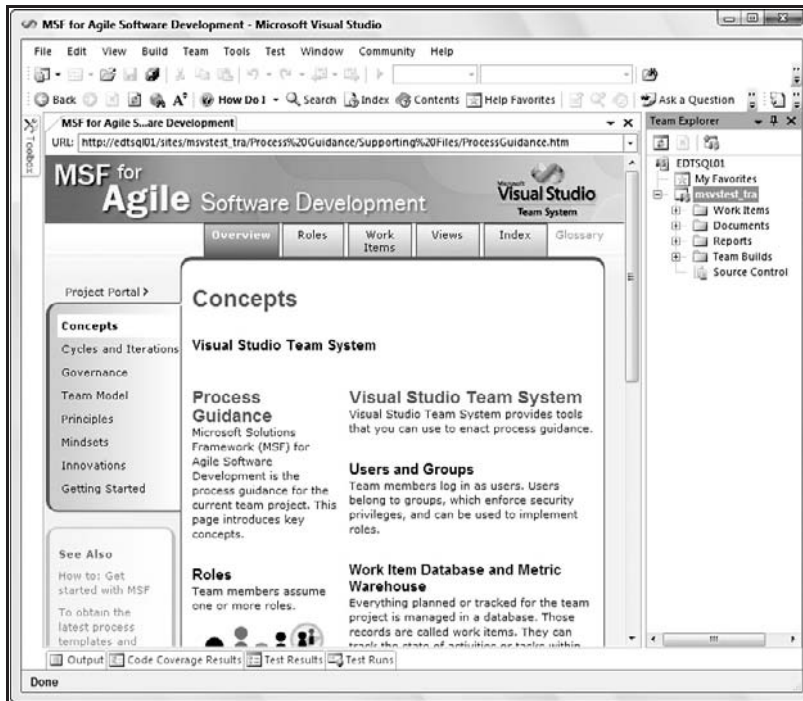 MSF for Agile Software Development - Microsoft Visual Studio
File Edit View Build Team Tools Test Window Community Help
Back How Do I Search Index Contents Help Favorites Ask a Question
Toolbox
MSF for Agile S...are Development
URL: http://edtsql01/sites/msvstest_tra/Process%20Guidance/Supporting%20Files/ProcessGuidance.htm
MSF for
Agile Software Development
Microsoft
Visual Studio
Team System
Overview Roles Work Items Views Index Glossary
Project Portal >
Concepts
Cycles and Iterations
Governance
Team Model
Principles
Mindsets
Innovations
Getting Started
See Also
How to: Get
started with MSF
To obtain the
latest process
templates and
Concepts
Visual Studio Team System
Process
Guidance
Microsoft Solutions
Framework (MSF) for
Agile Software
Development is the
process guidance for the
current team project. This
page introduces key
concepts.
Roles
Team members assume
one or more roles.
Visual Studio Team System
Visual Studio Team System provides tools
that you can use to enact process guidance.
Users and Groups
Team members log in as users. Users
belong to groups, which enforce security
privileges, and can be used to implement
roles.
Work Item Database and Metric
Warehouse
Everything planned or tracked for the team
project is managed in a database. Those
records are called work items. They can
track the state of activities or tasks within
Team Explorer
EDTSQL01
My Favorites
msvstest_tra
Work Items
Documents
Reports
Team Builds
Source Control
Output Code Coverage Results Test Results Test Runs
Done